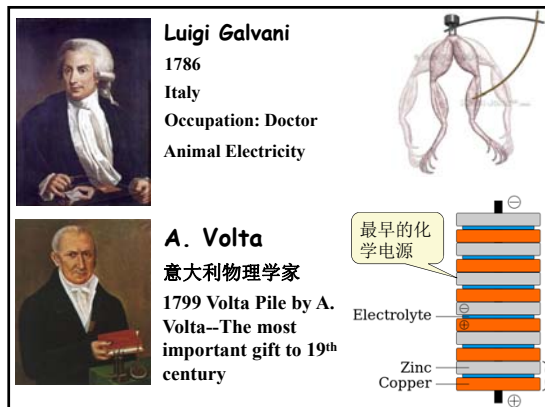 Luigi Galvani
1786
Italy
Occupation: Doctor
Animal Electricity
A. Volta
意大利物理学家
1799 Volta Pile by A.
Volta--The most
important gift to 19th
century
最早的化
学电源
⊖
⊖
Electrolyte
⊕
Zinc
Copper
⊕